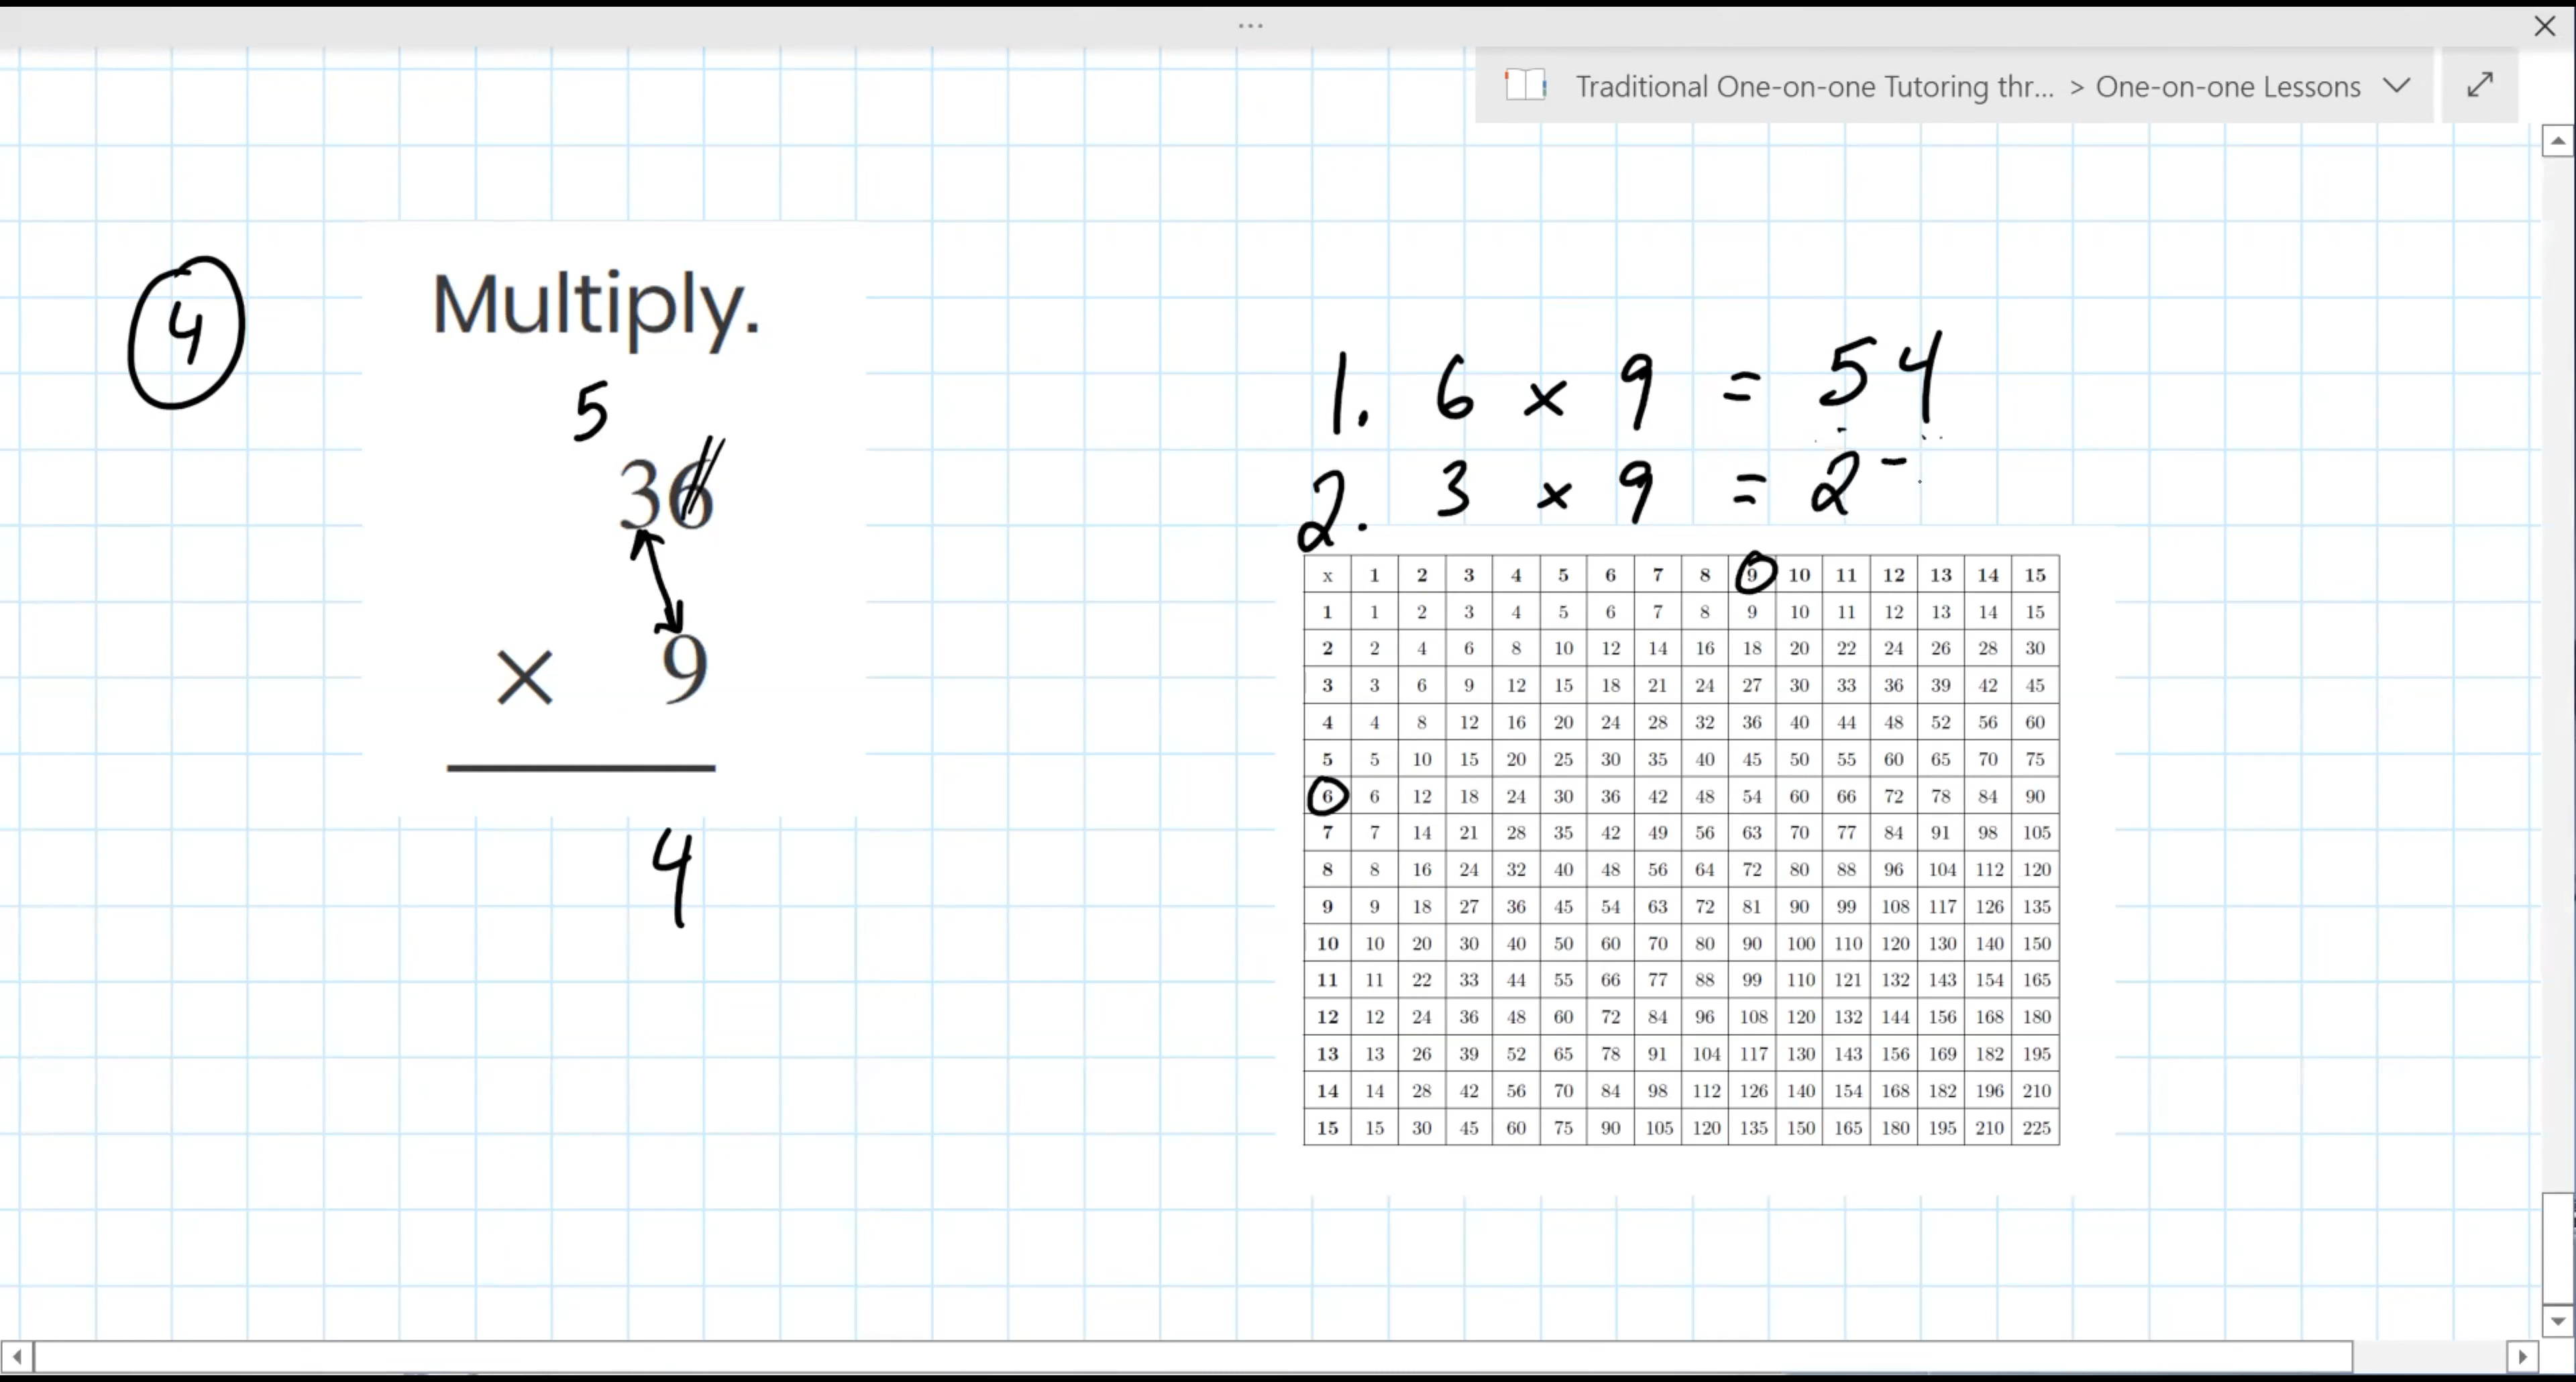 ...
Traditional One-on-one Tutoring thr... > One-on-one Lessons
4
Multiply.
5
36
× 9
4
1. 6 × 9 = 54
2. 3 × 9 = 2
x 1 2 3 4 5 6 7 8 9 10 11 12 13 14 15
1 1 2 3 4 5 6 7 8 9 10 11 12 13 14 15
2 2 4 6 8 10 12 14 16 18 20 22 24 26 28 30
3 3 6 9 12 15 18 21 24 27 30 33 36 39 42 45
4 4 8 12 16 20 24 28 32 36 40 44 48 52 56 60
5 5 10 15 20 25 30 35 40 45 50 55 60 65 70 75
6 6 12 18 24 30 36 42 48 54 60 66 72 78 84 90
7 7 14 21 28 35 42 49 56 63 70 77 84 91 98 105
8 8 16 24 32 40 48 56 64 72 80 88 96 104 112 120
9 9 18 27 36 45 54 63 72 81 90 99 108 117 126 135
10 10 20 30 40 50 60 70 80 90 100 110 120 130 140 150
11 11 22 33 44 55 66 77 88 99 110 121 132 143 154 165
12 12 24 36 48 60 72 84 96 108 120 132 144 156 168 180
13 13 26 39 52 65 78 91 104 117 130 143 156 169 182 195
14 14 28 42 56 70 84 98 112 126 140 154 168 182 196 210
15 15 30 45 60 75 90 105 120 135 150 165 180 195 210 225